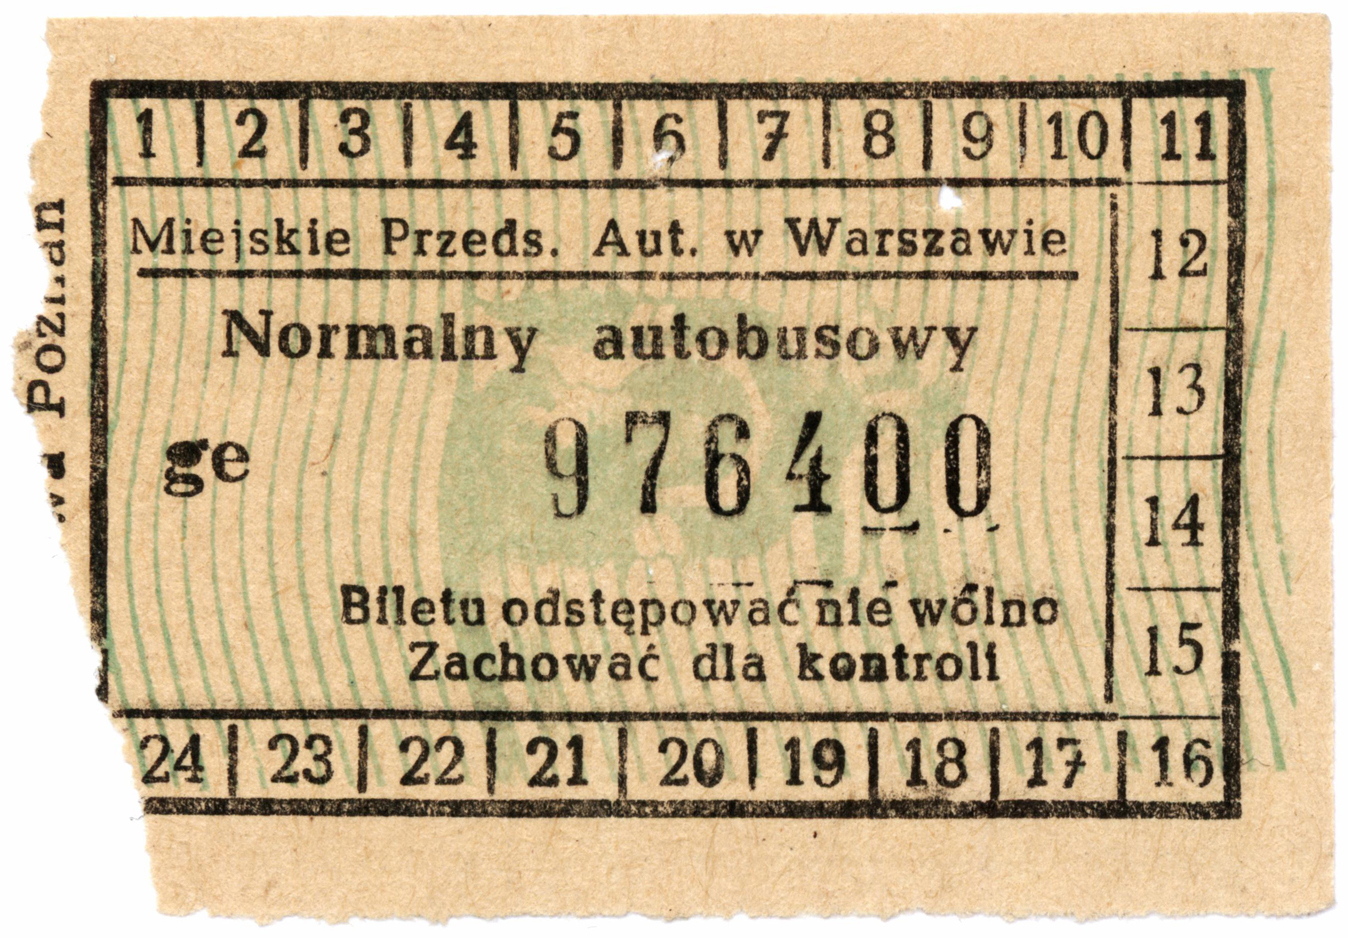 1 2 3 4 5 6 7 8 9 10 11
Miejskie Przeds. Aut. w Warszawie
12
Normalny autobusowy
13
ge 976400
14
Biletu odstępować nie wólno
Zachować dla kontroli
15
24 23 22 21 20 19 18 17 16
Poznań